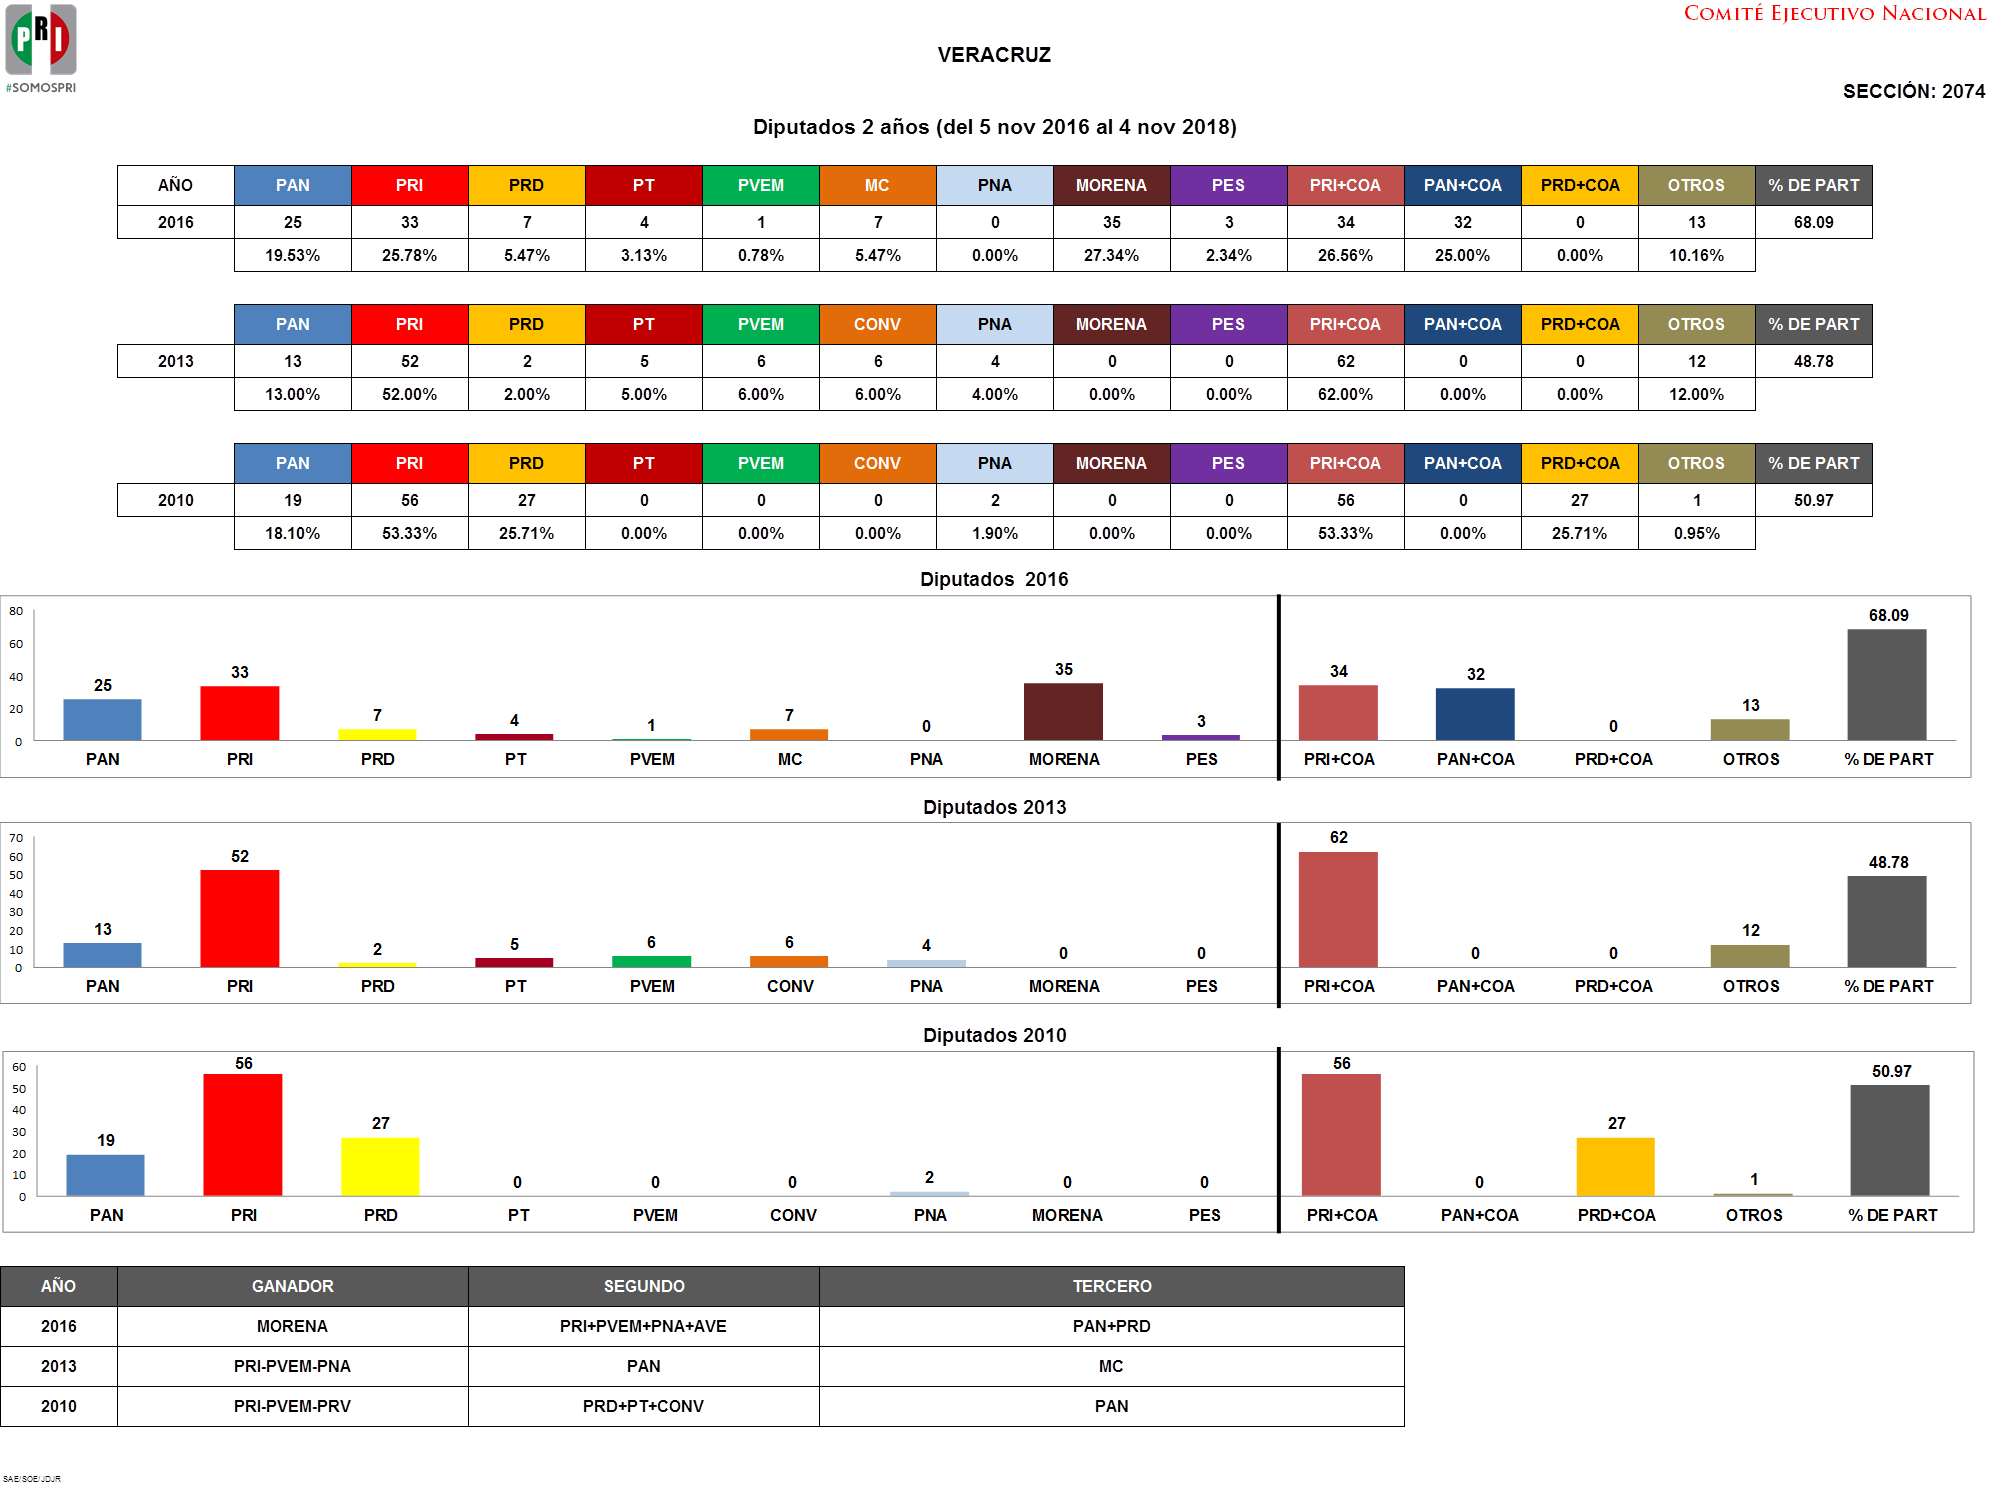 COMITÉ EJECUTIVO NACIONAL
PRI
#SOMOSPRI
VERACRUZ
SECCIÓN: 2074
Diputados 2 años (del 5 nov 2016 al 4 nov 2018)
AÑO PAN PRI PRD PT PVEM MC PNA MORENA PES PRI+COA PAN+COA PRD+COA OTROS % DE PART
2016 25 33 7 4 1 7 0 35 3 34 32 0 13 68.09
19.53% 25.78% 5.47% 3.13% 0.78% 5.47% 0.00% 27.34% 2.34% 26.56% 25.00% 0.00% 10.16%
PAN PRI PRD PT PVEM CONV PNA MORENA PES PRI+COA PAN+COA PRD+COA OTROS % DE PART
2013 13 52 2 5 6 6 4 0 0 62 0 0 12 48.78
13.00% 52.00% 2.00% 5.00% 6.00% 6.00% 4.00% 0.00% 0.00% 62.00% 0.00% 0.00% 12.00%
PAN PRI PRD PT PVEM CONV PNA MORENA PES PRI+COA PAN+COA PRD+COA OTROS % DE PART
2010 19 56 27 0 0 0 2 0 0 56 0 27 1 50.97
18.10% 53.33% 25.71% 0.00% 0.00% 0.00% 1.90% 0.00% 0.00% 53.33% 0.00% 25.71% 0.95%
Diputados 2016
80
60
40
20
0
25 33 7 4 1 7 0 35 3 34 32 0 13 68.09
PAN PRI PRD PT PVEM MC PNA MORENA PES PRI+COA PAN+COA PRD+COA OTROS % DE PART
Diputados 2013
70
60
50
40
30
20
10
0
13 52 2 5 6 6 4 0 0 62 0 0 12 48.78
PAN PRI PRD PT PVEM CONV PNA MORENA PES PRI+COA PAN+COA PRD+COA OTROS % DE PART
Diputados 2010
60
50
40
30
20
10
0
19 56 27 0 0 0 2 0 0 56 0 27 1 50.97
PAN PRI PRD PT PVEM CONV PNA MORENA PES PRI+COA PAN+COA PRD+COA OTROS % DE PART
AÑO GANADOR SEGUNDO TERCERO
2016 MORENA PRI+PVEM+PNA+AVE PAN+PRD
2013 PRI-PVEM-PNA PAN MC
2010 PRI-PVEM-PRV PRD+PT+CONV PAN
SAE/SOE/JDJR